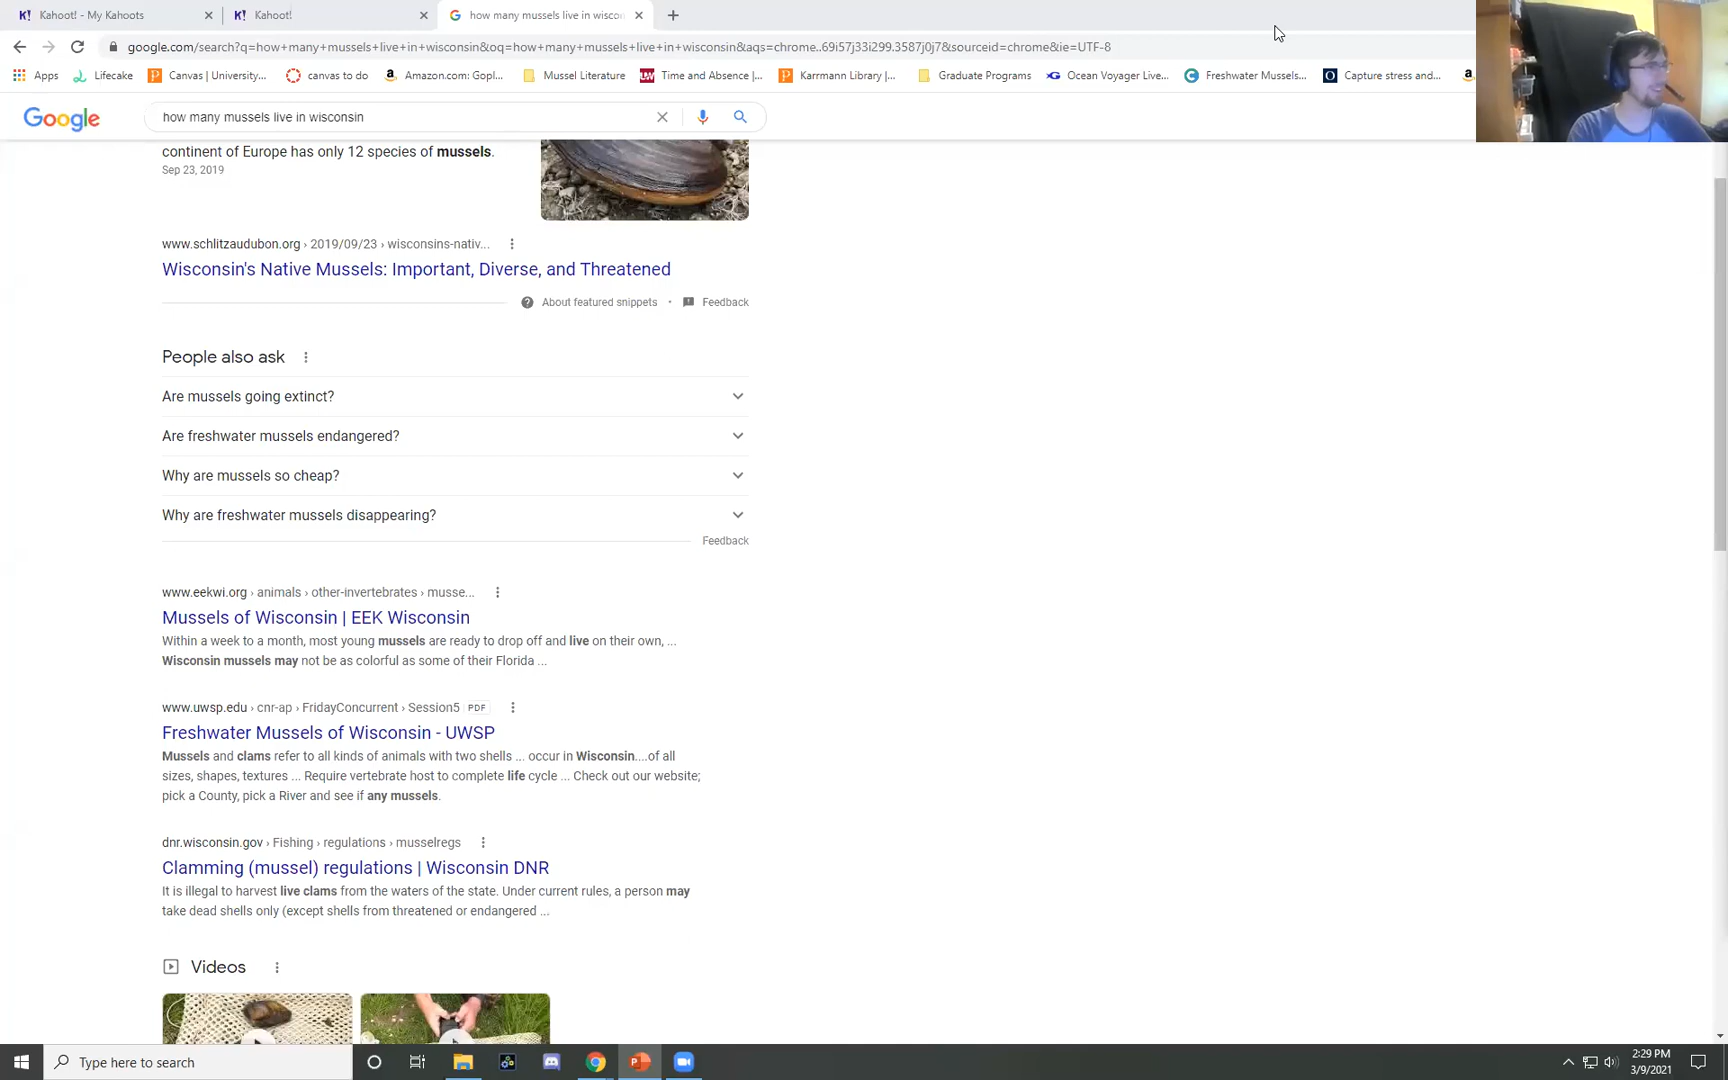 Kahoot! - My Kahoots
Kahoot!
how many mussels live in wisco
google.com/search?q=how+many+mussels+live+in+wisconsin&oq=how+many+mussels+live+in+wisconsin&aqs=chrome..69i57j33i299.3587j0j7&sourceid=chrome&ie=UTF-8
Apps Lifecake Canvas | University... canvas to do Amazon.com: Gopl... Mussel Literature Time and Absence |... Karrmann Library |... Graduate Programs Ocean Voyager Live... Freshwater Mussels... Capture stress and...
Google how many mussels live in wisconsin
continent of Europe has only 12 species of mussels.
Sep 23, 2019
www.schlitzaudubon.org › 2019/09/23 › wisconsins-nativ...
Wisconsin's Native Mussels: Important, Diverse, and Threatened
About featured snippets • Feedback
People also ask
Are mussels going extinct?
Are freshwater mussels endangered?
Why are mussels so cheap?
Why are freshwater mussels disappearing?
Feedback
www.eekwi.org › animals › other-invertebrates › musse...
Mussels of Wisconsin | EEK Wisconsin
Within a week to a month, most young mussels are ready to drop off and live on their own, ...
Wisconsin mussels may not be as colorful as some of their Florida ...
www.uwsp.edu › cnr-ap › FridayConcurrent › Session5 PDF
Freshwater Mussels of Wisconsin - UWSP
Mussels and clams refer to all kinds of animals with two shells ... occur in Wisconsin....of all
sizes, shapes, textures ... Require vertebrate host to complete life cycle ... Check out our website;
pick a County, pick a River and see if any mussels.
dnr.wisconsin.gov › Fishing › regulations › musselregs
Clamming (mussel) regulations | Wisconsin DNR
It is illegal to harvest live clams from the waters of the state. Under current rules, a person may
take dead shells only (except shells from threatened or endangered ...
Videos
Type here to search
2:29 PM
3/9/2021